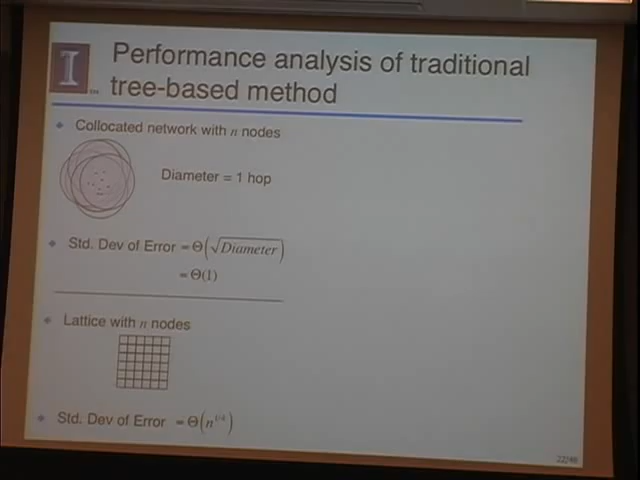 I
Performance analysis of traditional
tree-based method
Collocated network with n nodes
Diameter = 1 hop
Std. Dev of Error = Θ(√Diameter)
= Θ(1)
Lattice with n nodes
Std. Dev of Error = Θ(n^1/4)